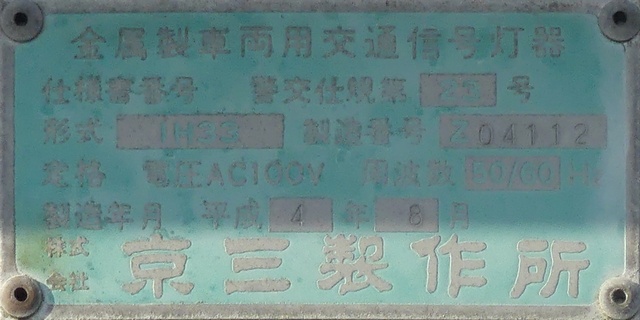 金属製車両用交通信号灯器
仕様書番号 警交仕規第 23 号
形式 1H33 製造番号 Z04112
定格 電圧AC100V 周波数 50/60 Hz
製造年月 平成 4 年 8 月
株式会社 京三製作所